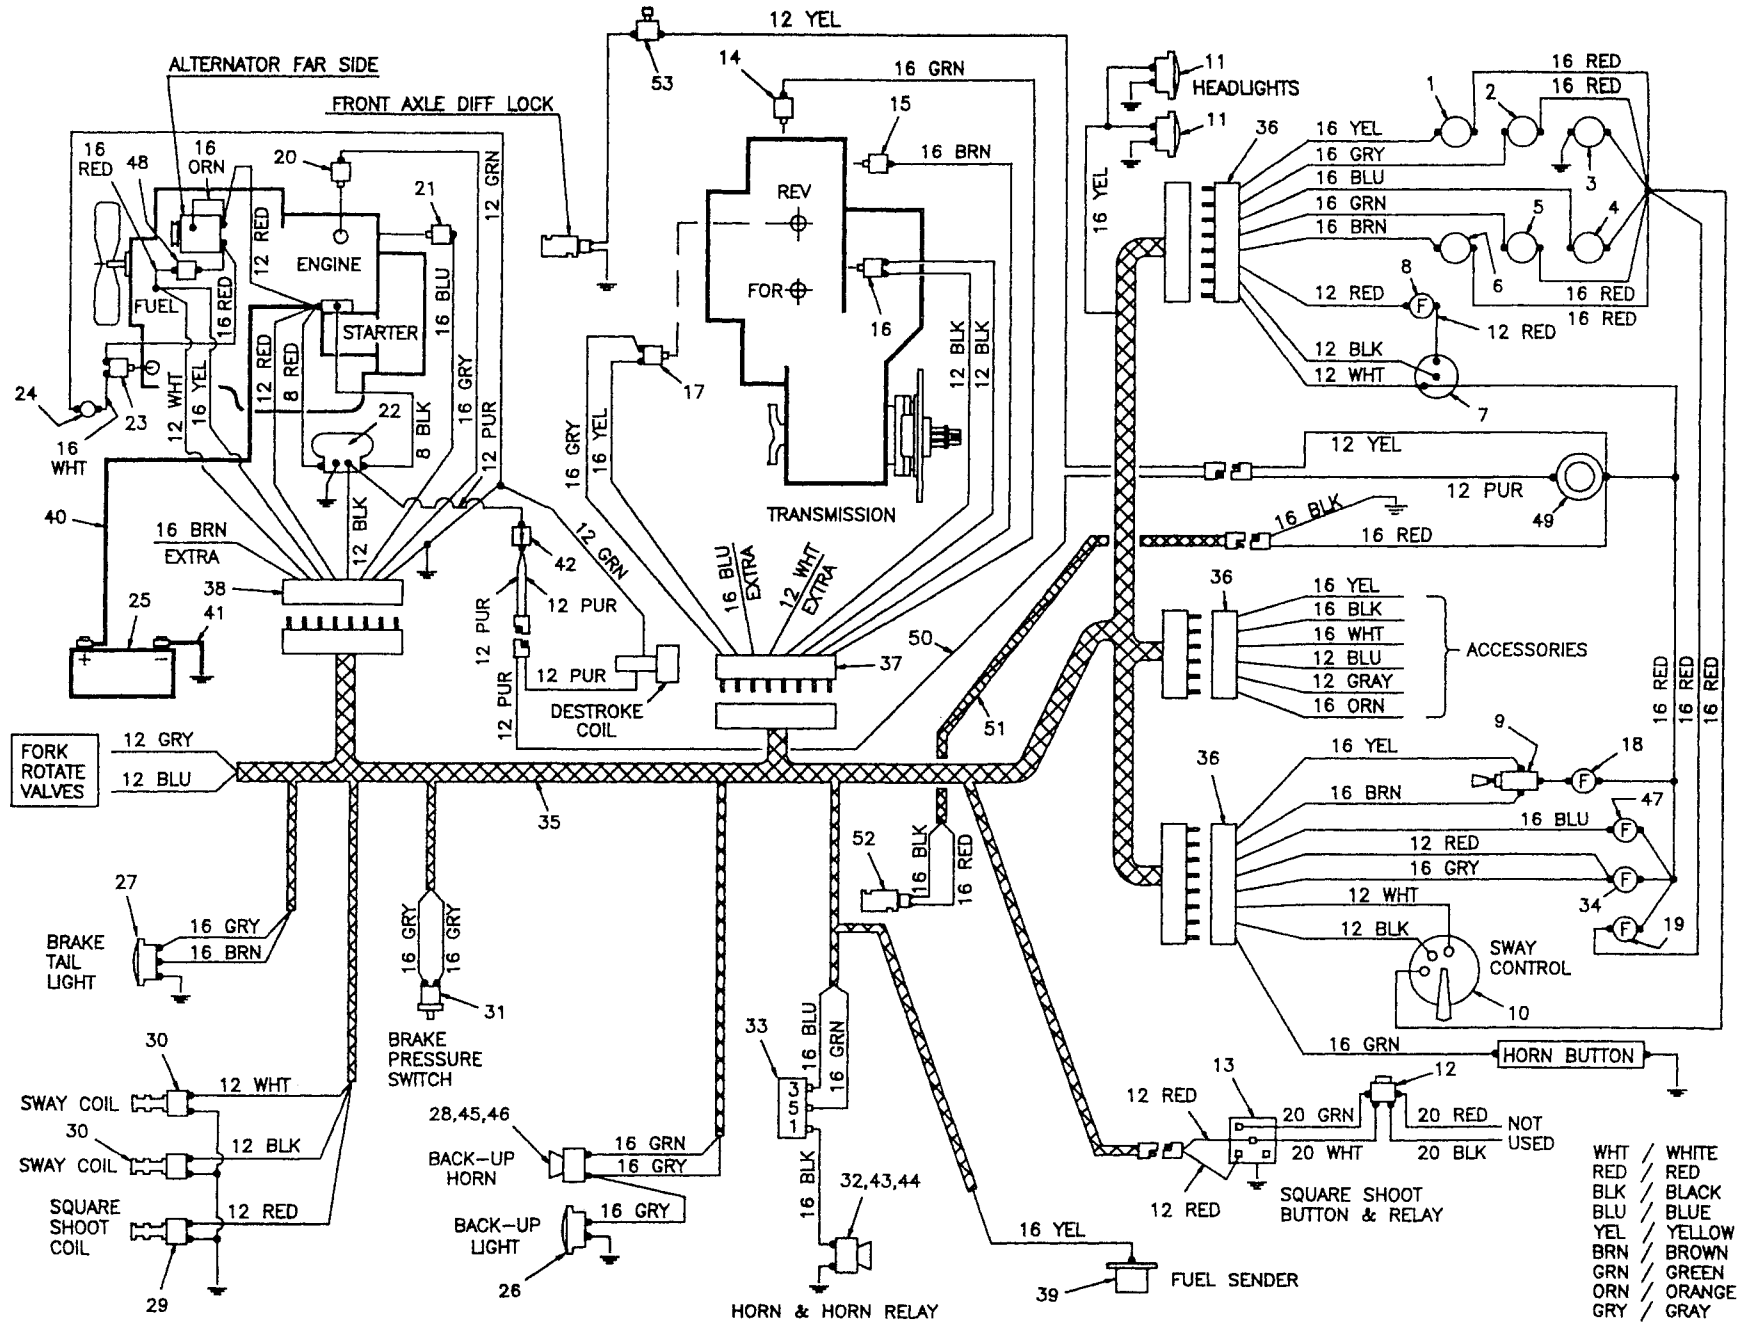 12 YEL
53
14
16 GRN
11
HEADLIGHTS
11
ALTERNATOR FAR SIDE
FRONT AXLE DIFF LOCK
15
16 BRN
16 RED
16 RED
1
2
36
16 YEL
16 GRY
16 BLU
16 GRN
16 BRN
3
5
4
6
8
F
12 RED
12 RED
16 RED
16 RED
12 BLK
12 WHT
7
16 YEL
16
RED
48
16
ORN
20
12 GRN
21
12 RED
ENGINE
FUEL
STARTER
16 RED
16 BLU
16 GRY
12 PUR
24
23
16
WHT
12 WHT
16 YEL
12 RED
8 RED
22
8 BLK
12 BLK
40
16 BRN
EXTRA
38
25
41
+
−
REV
FOR
16
17
12 BLK
12 BLK
16 GRY
16 YEL
TRANSMISSION
12 GRN
42
12 PUR
12 PUR
12 PUR
12 PUR
DESTROKE
COIL
16 BLU
EXTRA
12 WHT
EXTRA
37
50
51
12 YEL
12 PUR
49
16 BLK
16 RED
36
16 YEL
16 BLK
16 WHT
12 BLU
12 GRAY
16 ORN
ACCESSORIES
16 RED
16 RED
16 RED
FORK
ROTATE
VALVES
12 GRY
12 BLU
35
36
16 YEL
9
18
F
16 BRN
47
16 BLU
F
12 RED
16 GRY
F
34
12 WHT
12 BLK
F
19
SWAY
CONTROL
10
16 GRN
HORN BUTTON
52
16 BLK
16 RED
27
BRAKE
TAIL
LIGHT
16 GRY
16 BRN
16 GRY
16 GRY
31
BRAKE
PRESSURE
SWITCH
30
SWAY COIL
12 WHT
30
SWAY COIL
12 BLK
SQUARE
SHOOT
COIL
12 RED
29
28,45,46
BACK-UP
HORN
16 GRN
16 GRY
16 GRY
BACK-UP
LIGHT
26
33
16 BLU
16 GRN
3
5
1
16 BLK
32,43,44
HORN & HORN RELAY
16 YEL
39
FUEL SENDER
13
12
12 RED
12 RED
20 GRN
20 WHT
20 RED
20 BLK
NOT
USED
SQUARE SHOOT
BUTTON & RELAY
WHT / WHITE
RED / RED
BLK / BLACK
BLU / BLUE
YEL / YELLOW
BRN / BROWN
GRN / GREEN
ORN / ORANGE
GRY / GRAY